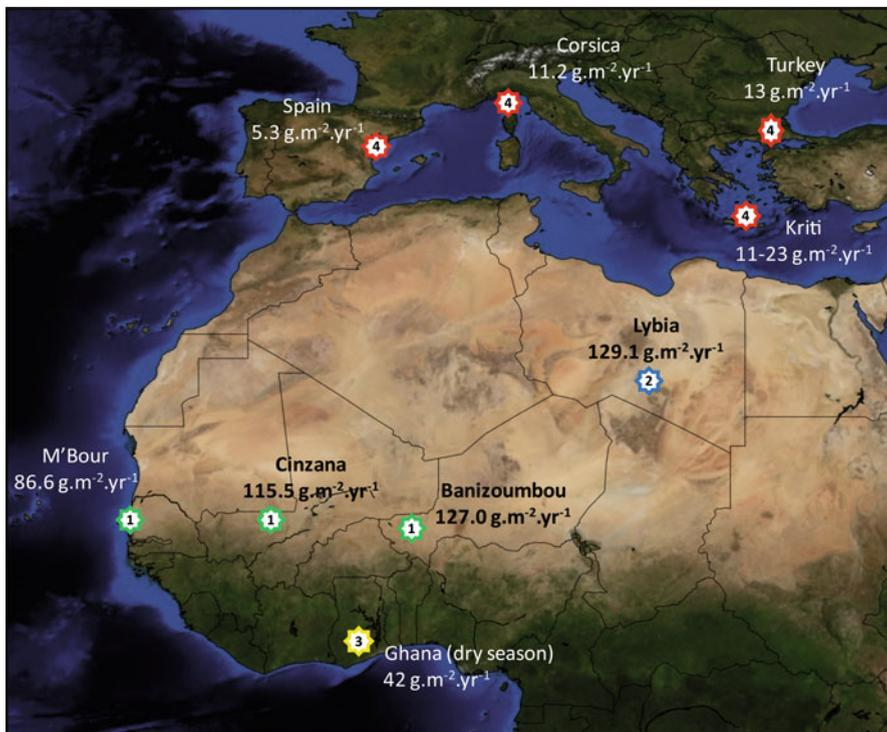 Corsica
11.2 g.m⁻².yr⁻¹
Turkey
13 g.m⁻².yr⁻¹
Spain
5.3 g.m⁻².yr⁻¹
4
4
4
4
Kriti
11-23 g.m⁻².yr⁻¹
Lybia
129.1 g.m⁻².yr⁻¹
2
M'Bour
86.6 g.m⁻².yr⁻¹
Cinzana
115.5 g.m⁻².yr⁻¹
Banizoumbou
127.0 g.m⁻².yr⁻¹
1
1
1
3
Ghana (dry season)
42 g.m⁻².yr⁻¹